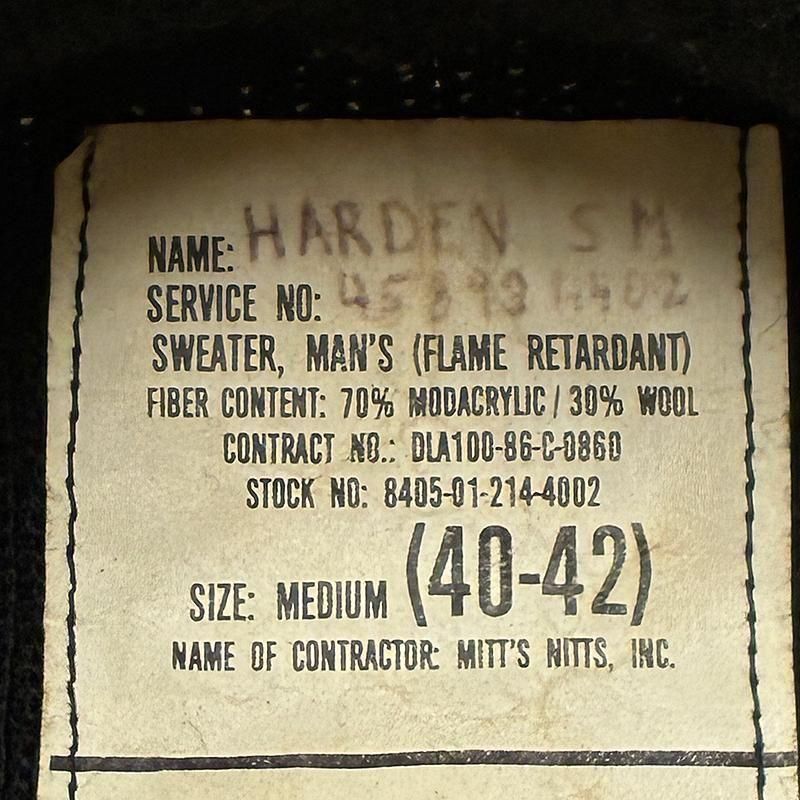 NAME: HARDEN S M
SERVICE NO:
SWEATER, MAN'S (FLAME RETARDANT)
FIBER CONTENT: 70% MODACRYLIC / 30% WOOL
CONTRACT NO.: DLA100-86-C-0860
STOCK NO: 8405-01-214-4002
SIZE: MEDIUM (40-42)
NAME OF CONTRACTOR: MITT'S NITTS, INC.